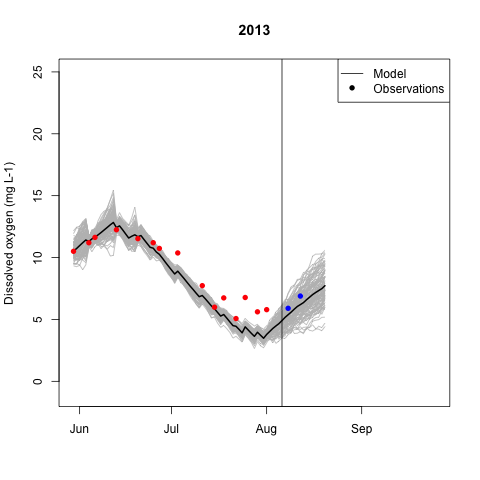 2013
Dissolved oxygen (mg L-1)
25
20
15
10
5
0
Jun
Jul
Aug
Sep
Model
Observations